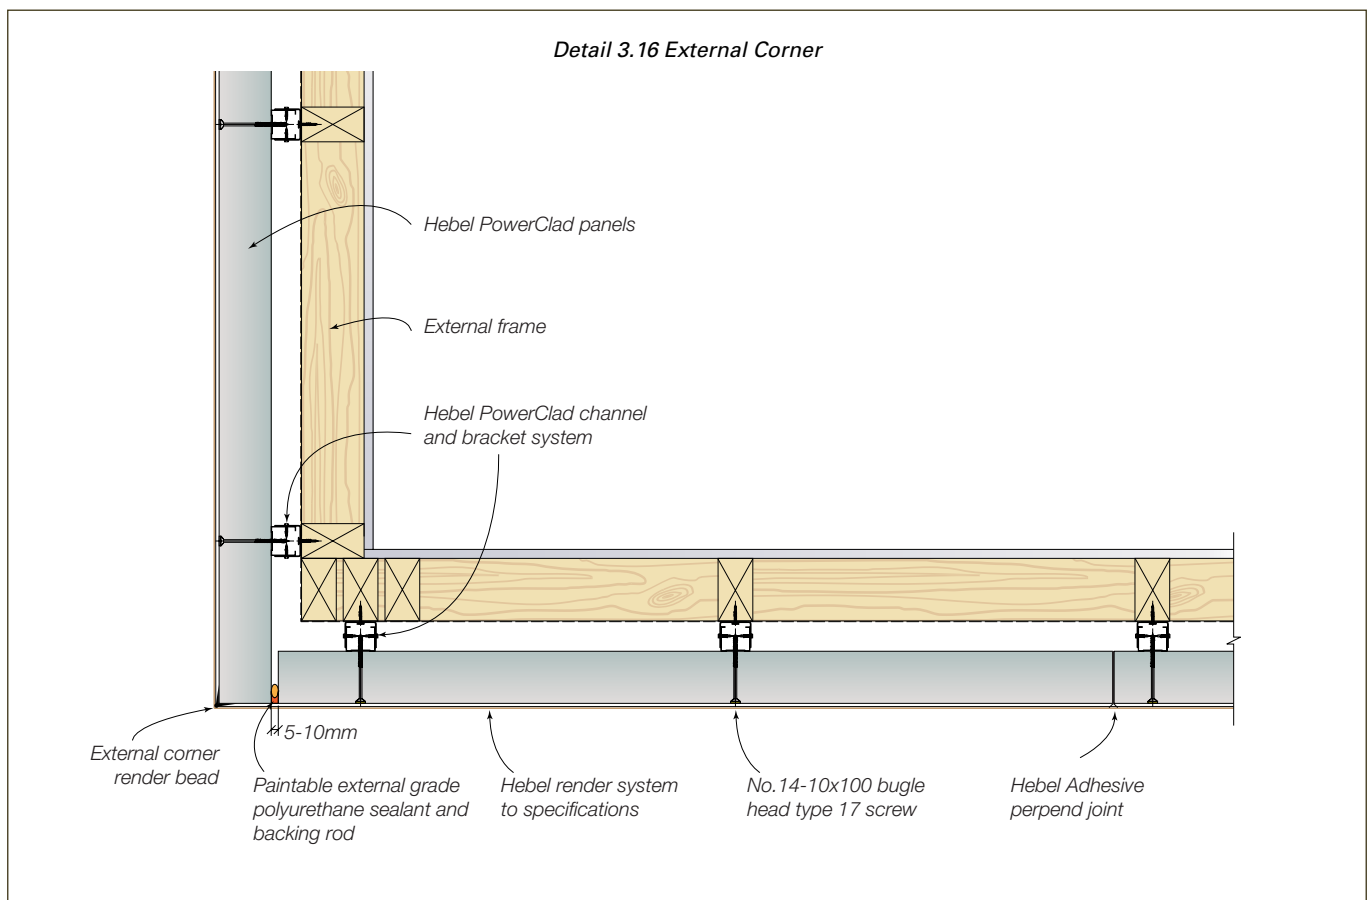 Detail 3.16 External Corner
Hebel PowerClad panels
External frame
Hebel PowerClad channel
and bracket system
5-10mm
External corner
render bead
Paintable external grade
polyurethane sealant and
backing rod
Hebel render system
to specifications
No.14-10x100 bugle
head type 17 screw
Hebel Adhesive
perpend joint